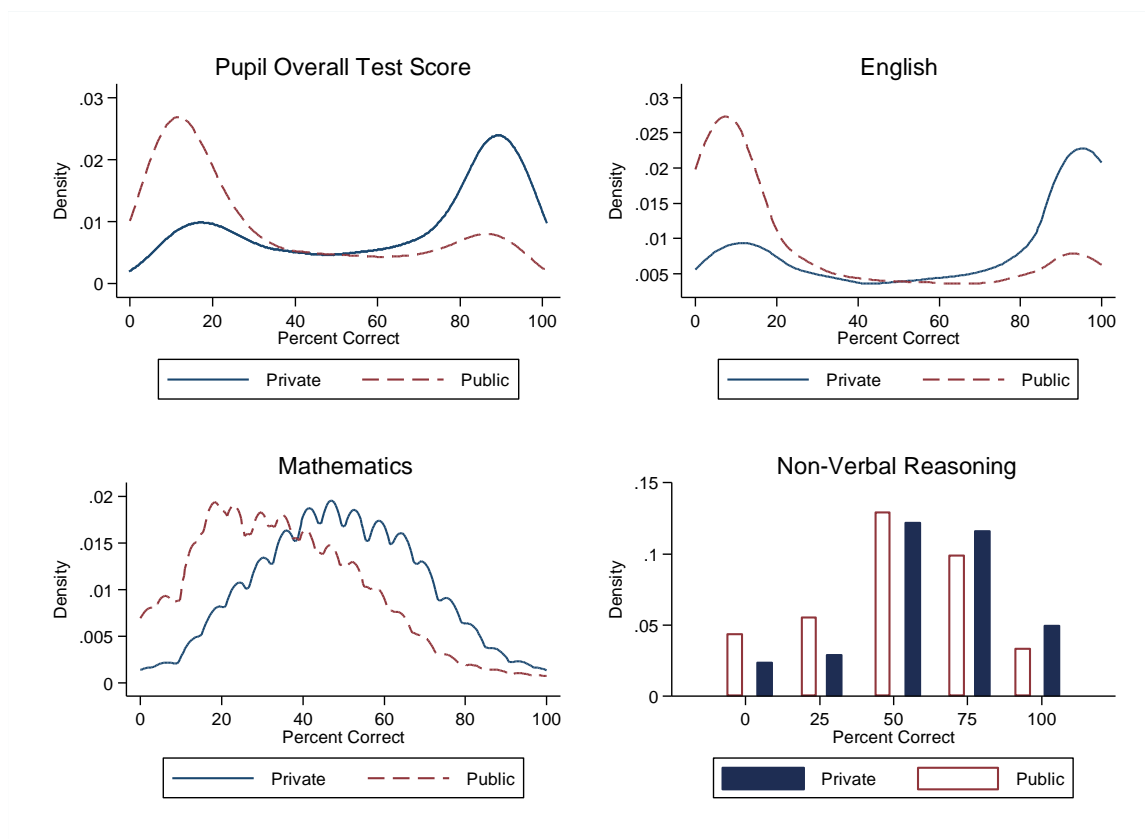 Pupil Overall Test Score
.03
.02
.01
0
Density
0 20 40 60 80 100
Percent Correct
Private Public
English
.03
.025
.02
.015
.01
.005
Density
0 20 40 60 80 100
Percent Correct
Private Public
Mathematics
.02
.015
.01
.005
0
Density
0 20 40 60 80 100
Percent Correct
Private Public
Non-Verbal Reasoning
.15
.1
.05
0
Density
0 25 50 75 100
Percent Correct
Private Public